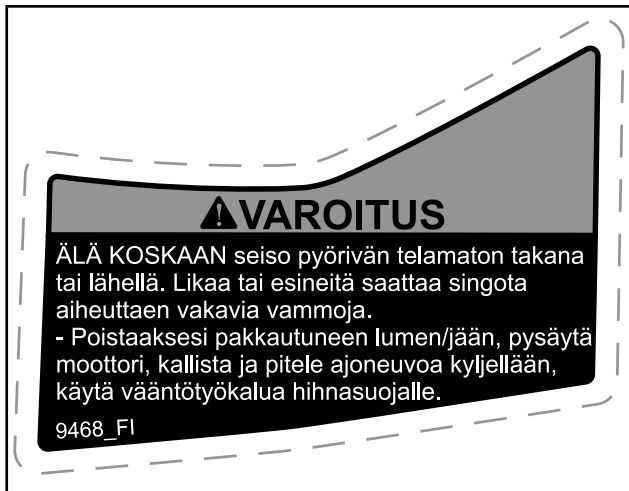 VAROITUS
ÄLÄ KOSKAAN seiso pyörivän telamaton takana
tai lähellä. Likaa tai esineitä saattaa singota
aiheuttaen vakavia vammoja.
- Poistaaksesi pakkautuneen lumen/jään, pysäytä
moottori, kallista ja pitele ajoneuvoa kyljellään,
käytä vääntötyökalua hihnasuojalle.
9468_FI